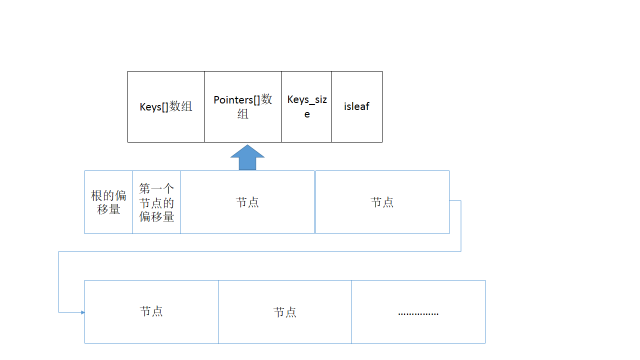 Keys[]数组
Pointers[]数
组
Keys_siz
e
isleaf
根的偏
移量
第一个
节点的
偏移量
节点
节点
节点
节点
……………